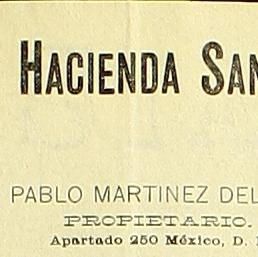 HACIENDA SAN
PABLO MARTINEZ DEL
PROPIETARIO.
Apartado 250 México, D.